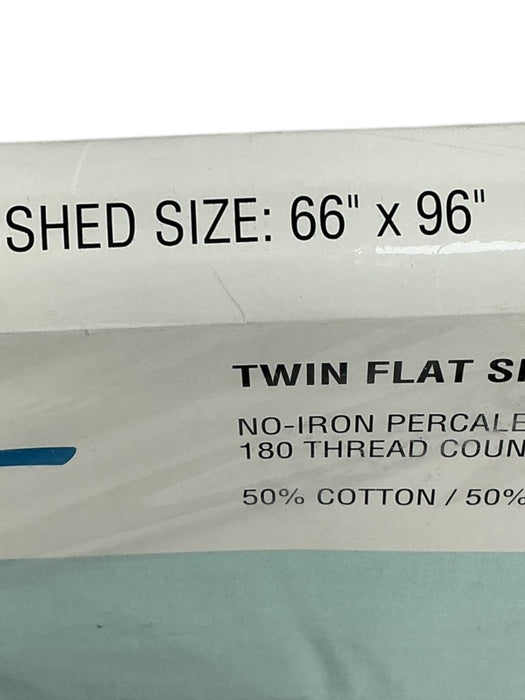 SHED SIZE: 66" x 96"
TWIN FLAT S
NO-IRON PERCALE
180 THREAD COUN
50% COTTON / 50%